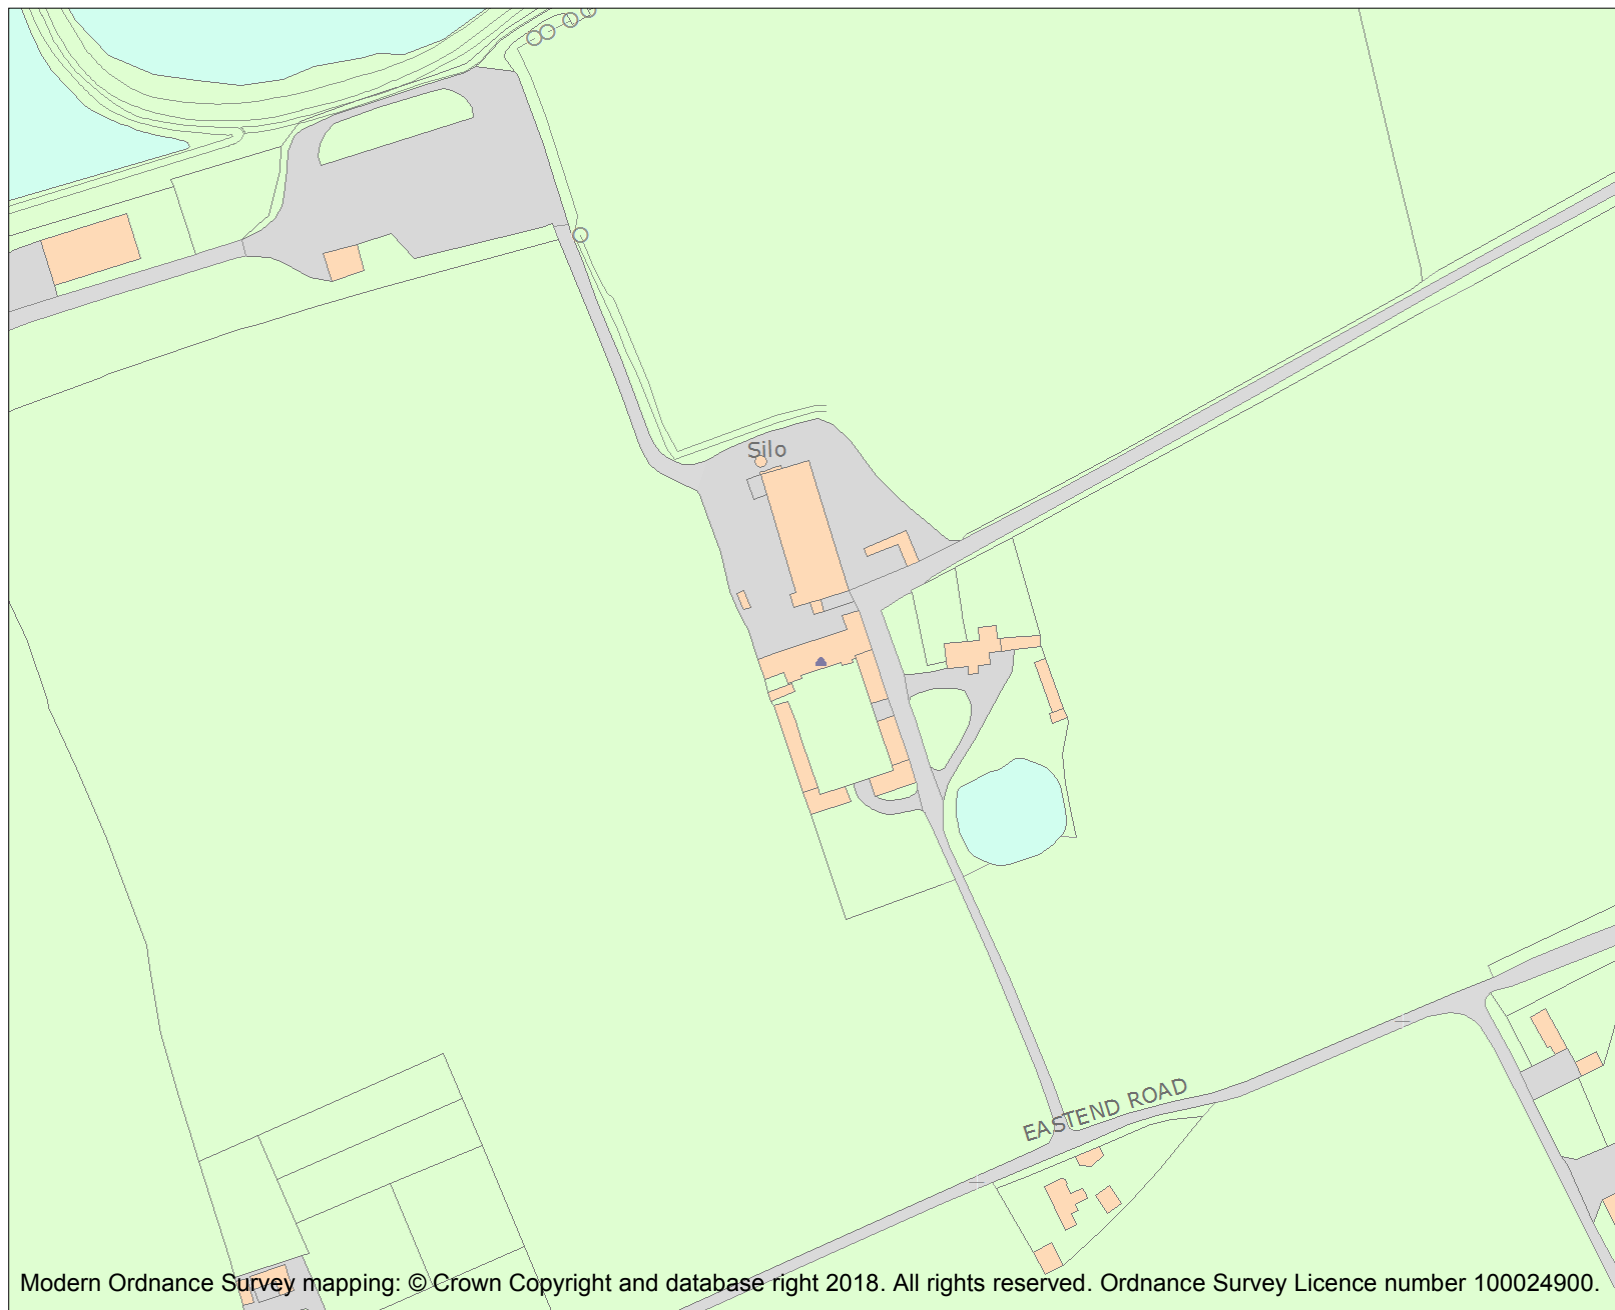 Silo
EASTEND ROAD
Modern Ordnance Survey mapping: © Crown Copyright and database right 2018. All rights reserved. Ordnance Survey Licence number 100024900.